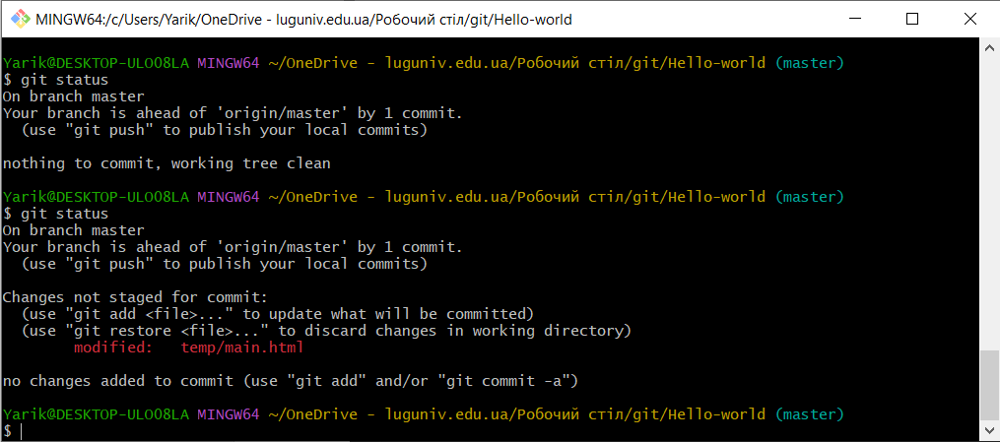 MINGW64:/c/Users/Yarik/OneDrive - luguniv.edu.ua/Робочий стіл/git/Hello-world
Yarik@DESKTOP-ULOO8LA MINGW64 ~/OneDrive - luguniv.edu.ua/Робочий стіл/git/Hello-world (master)
$ git status
On branch master
Your branch is ahead of 'origin/master' by 1 commit.
  (use "git push" to publish your local commits)
nothing to commit, working tree clean
Yarik@DESKTOP-ULOO8LA MINGW64 ~/OneDrive - luguniv.edu.ua/Робочий стіл/git/Hello-world (master)
$ git status
On branch master
Your branch is ahead of 'origin/master' by 1 commit.
  (use "git push" to publish your local commits)
Changes not staged for commit:
  (use "git add <file>..." to update what will be committed)
  (use "git restore <file>..." to discard changes in working directory)
        modified:   temp/main.html
no changes added to commit (use "git add" and/or "git commit -a")
Yarik@DESKTOP-ULOO8LA MINGW64 ~/OneDrive - luguniv.edu.ua/Робочий стіл/git/Hello-world (master)
$